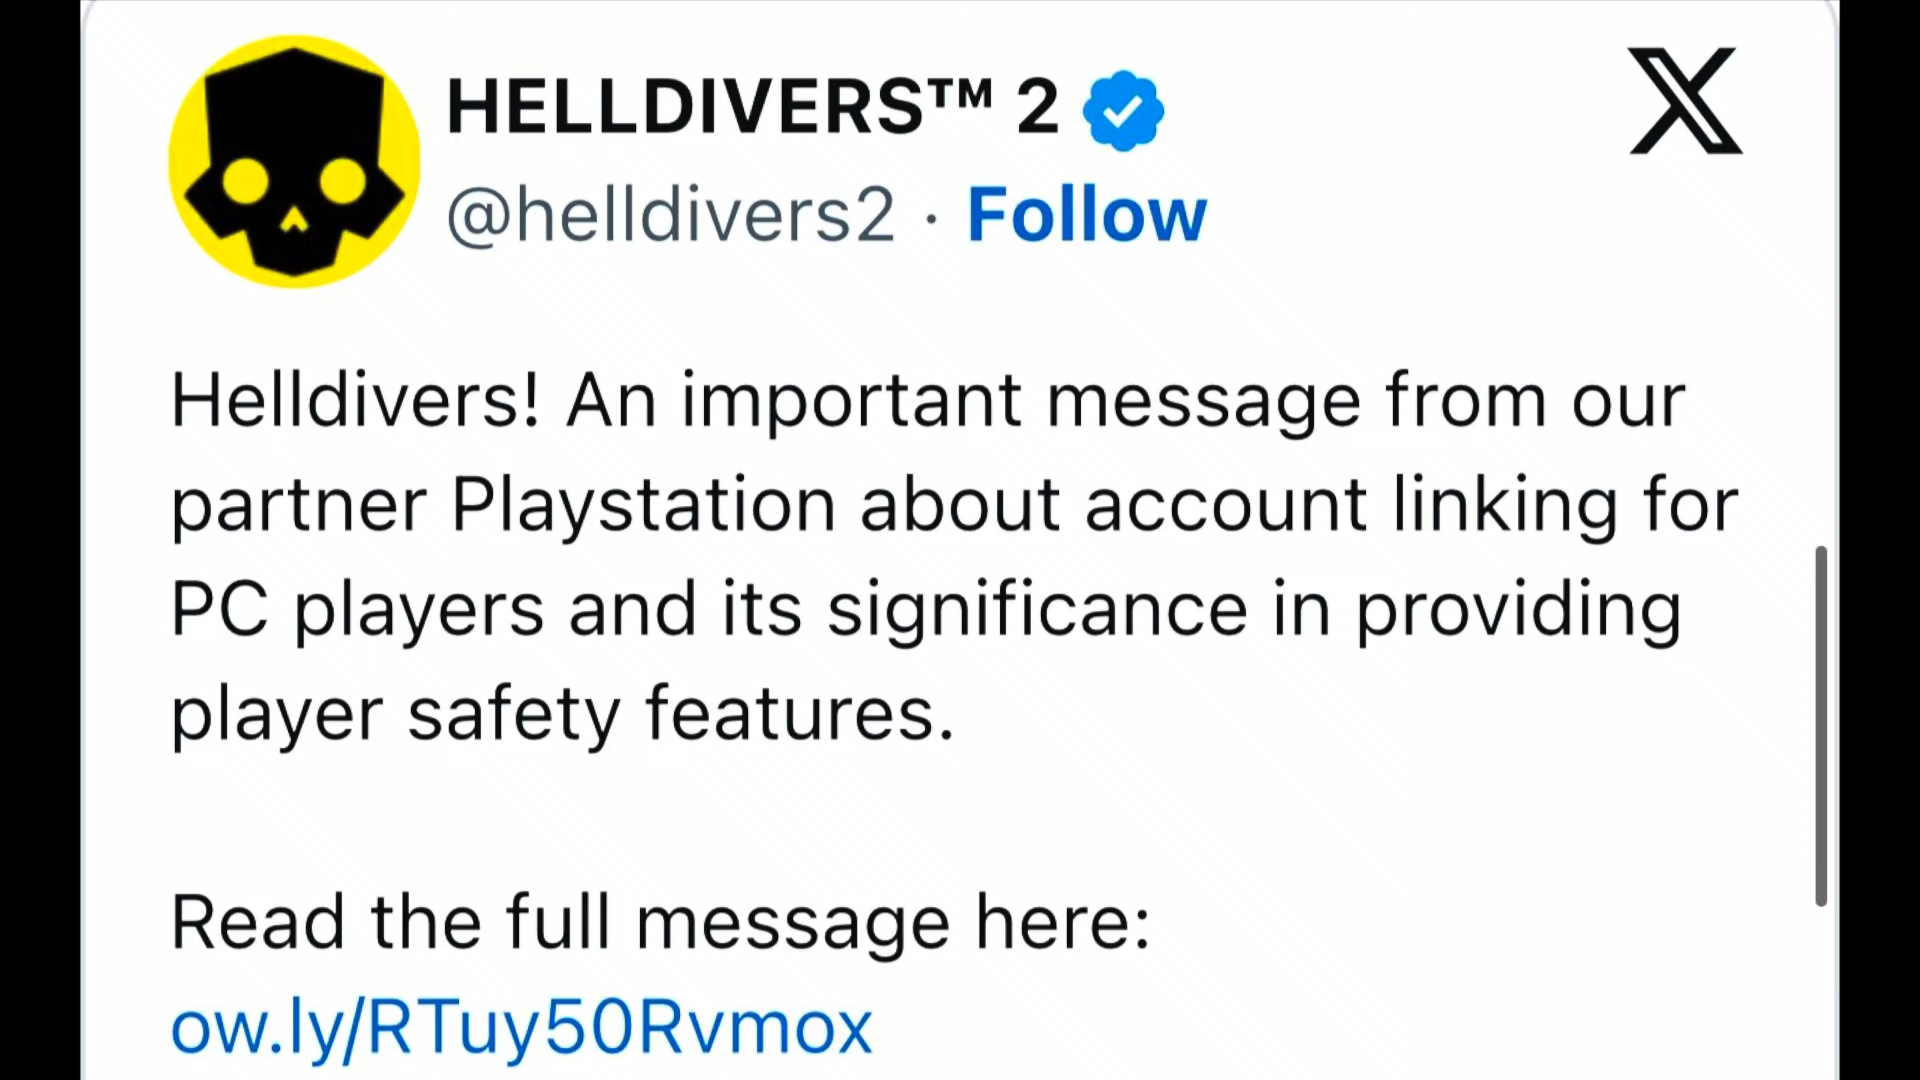 HELLDIVERS™ 2
@helldivers2 · Follow
Helldivers! An important message from our
partner Playstation about account linking for
PC players and its significance in providing
player safety features.
Read the full message here:
ow.ly/RTuy50Rvmox